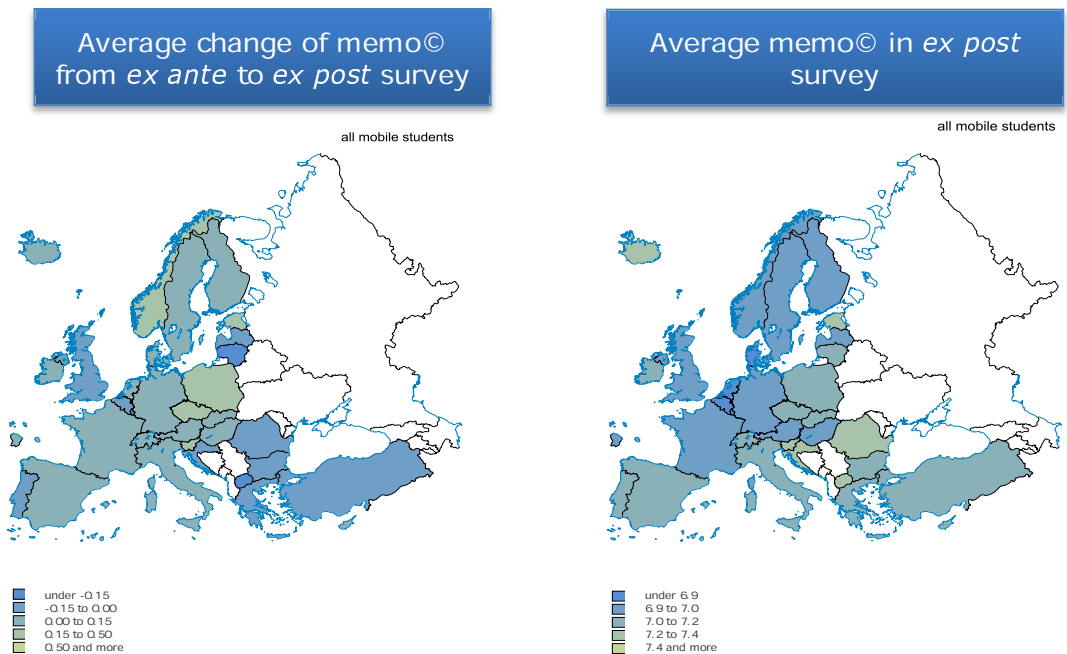 Average change of memo©
from ex ante to ex post survey
all mobile students
under -0.15
-0.15 to 0.00
0.00 to 0.15
0.15 to 0.50
0.50 and more
Average memo© in ex post
survey
all mobile students
under 6.9
6.9 to 7.0
7.0 to 7.2
7.2 to 7.4
7.4 and more